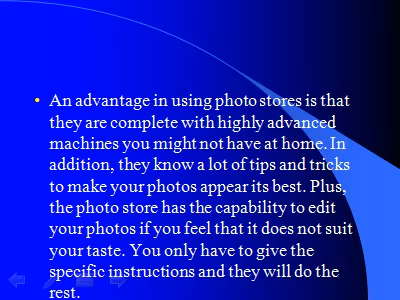 • An advantage in using photo stores is that
they are complete with highly advanced
machines you might not have at home. In
addition, they know a lot of tips and tricks
to make your photos appear its best. Plus,
the photo store has the capability to edit
your photos if you feel that it does not suit
your taste. You only have to give the
specific instructions and they will do the
rest.